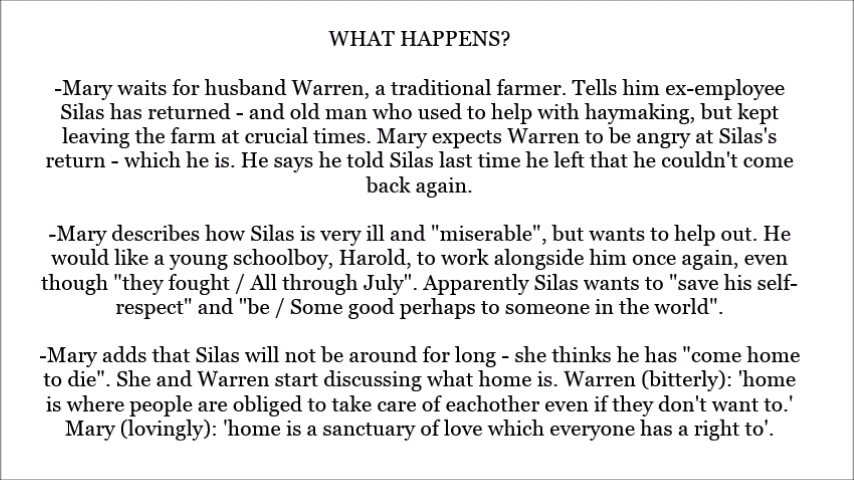 WHAT HAPPENS?
-Mary waits for husband Warren, a traditional farmer. Tells him ex-employee
Silas has returned - and old man who used to help with haymaking, but kept
leaving the farm at crucial times. Mary expects Warren to be angry at Silas's
return - which he is. He says he told Silas last time he left that he couldn't come
back again.
-Mary describes how Silas is very ill and "miserable", but wants to help out. He
would like a young schoolboy, Harold, to work alongside him once again, even
though "they fought / All through July". Apparently Silas wants to "save his self-
respect" and "be / Some good perhaps to someone in the world".
-Mary adds that Silas will not be around for long - she thinks he has "come home
to die". She and Warren start discussing what home is. Warren (bitterly): 'home
is where people are obliged to take care of eachother even if they don't want to.'
Mary (lovingly): 'home is a sanctuary of love which everyone has a right to'.